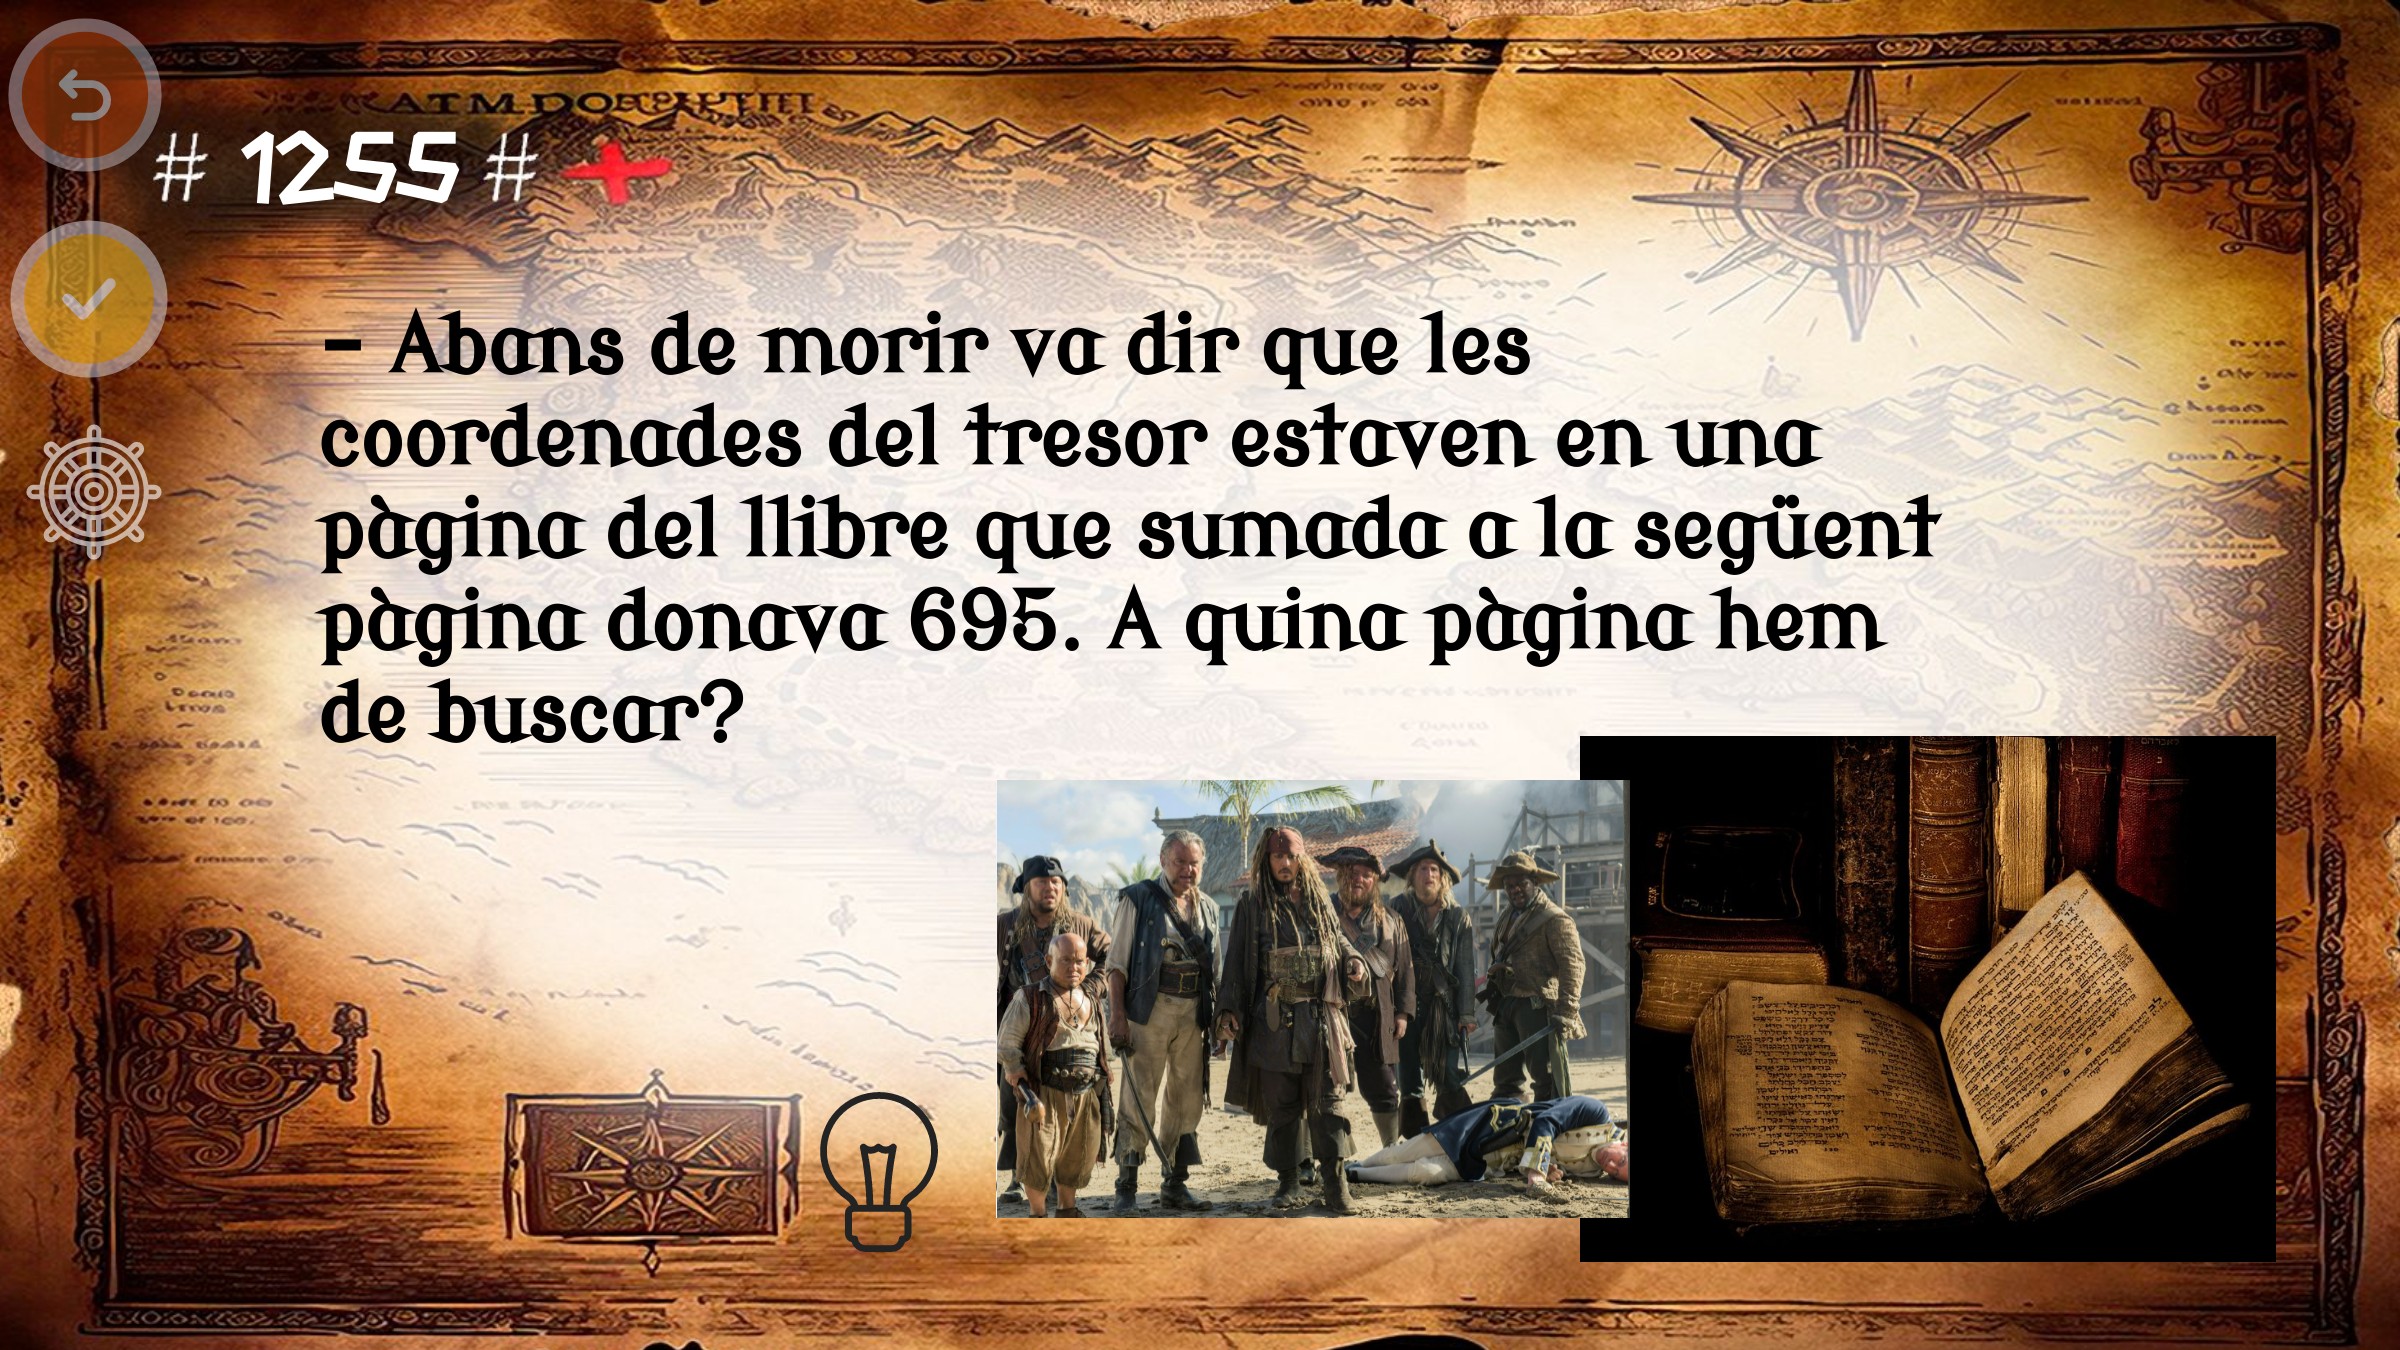 # 1255 #
- Abans de morir va dir que les
coordenades del tresor estaven en una
pàgina del llibre que sumada a la següent
pàgina donava 695. A quina pàgina hem
de buscar?